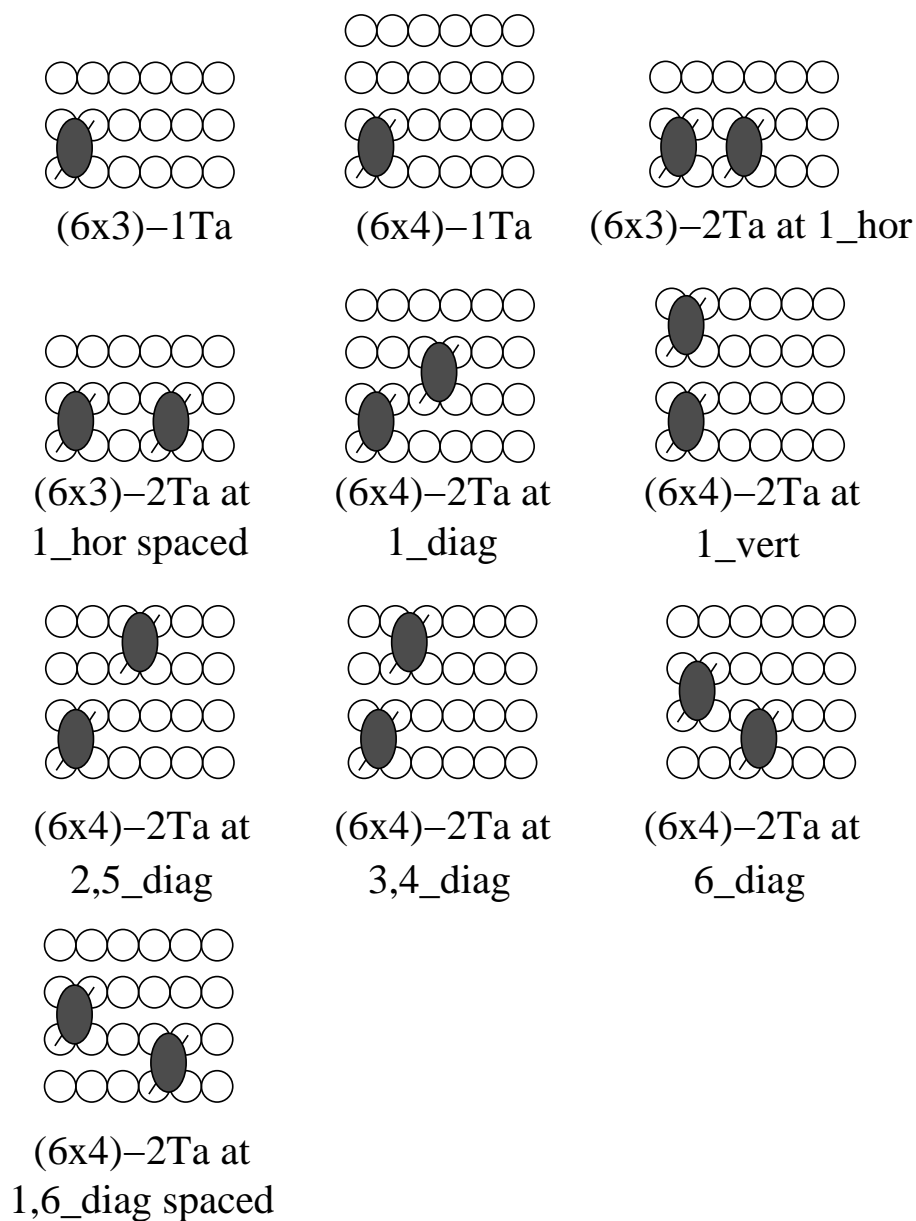 (6x3)−1Ta
(6x4)−1Ta
(6x3)−2Ta at 1_hor
(6x3)−2Ta at
1_hor spaced
(6x4)−2Ta at
1_diag
(6x4)−2Ta at
1_vert
(6x4)−2Ta at
2,5_diag
(6x4)−2Ta at
3,4_diag
(6x4)−2Ta at
6_diag
(6x4)−2Ta at
1,6_diag spaced